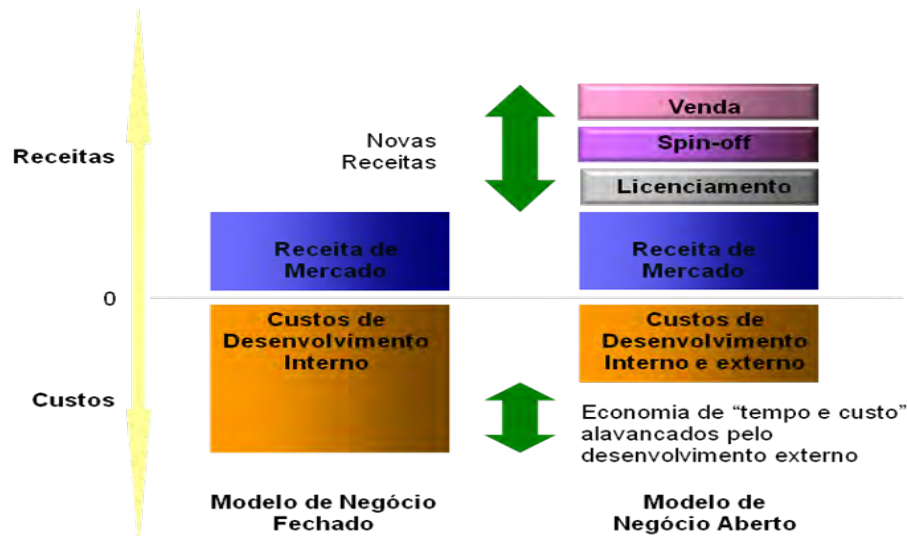 Venda
Spin-off
Licenciamento
Novas
Receitas
Receitas
Receita de
Mercado
Receita de
Mercado
0
Custos de
Desenvolvimento
Interno
Custos de
Desenvolvimento
Interno e externo
Custos
Economia de “tempo e custo”
alavancados pelo
desenvolvimento externo
Modelo de Negócio
Fechado
Modelo de
Negócio Aberto